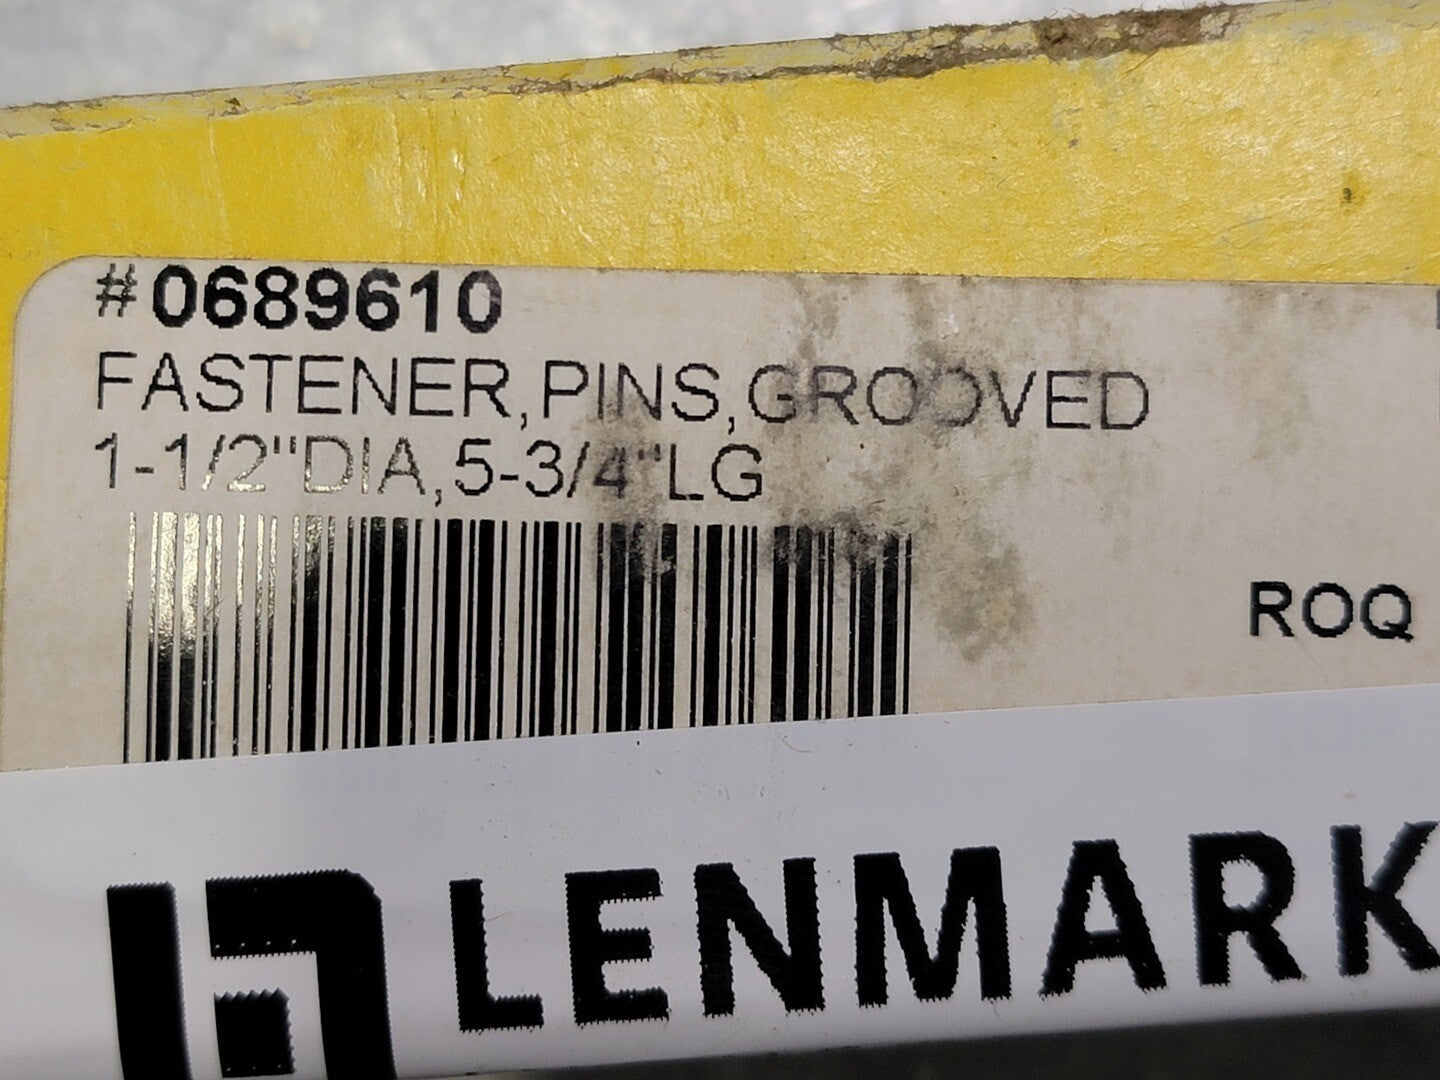 #0689610
FASTENER,PINS,GROOVED
1-1/2"DIA,5-3/4"LG
ROQ
LENMARK